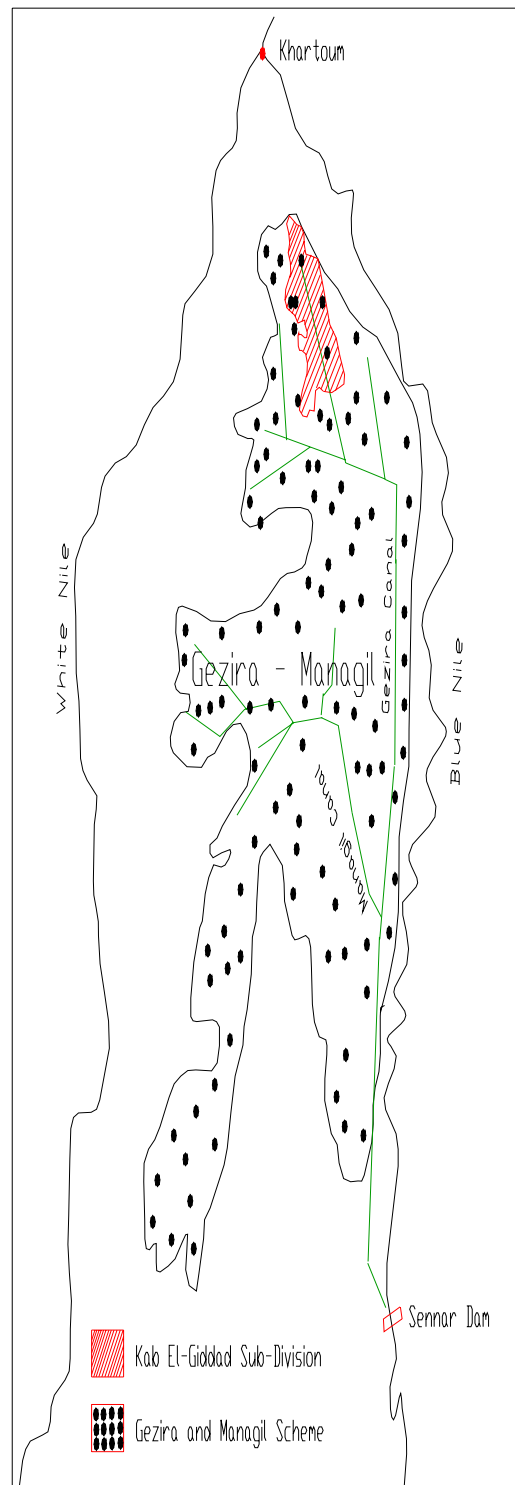 Khartoum
White Nile
Gezira - Managil
Gezira Canal
Blue Nile
Managil Canal
Sennar Dam
Kab El-Giddad Sub-Division
Gezira and Managil Scheme